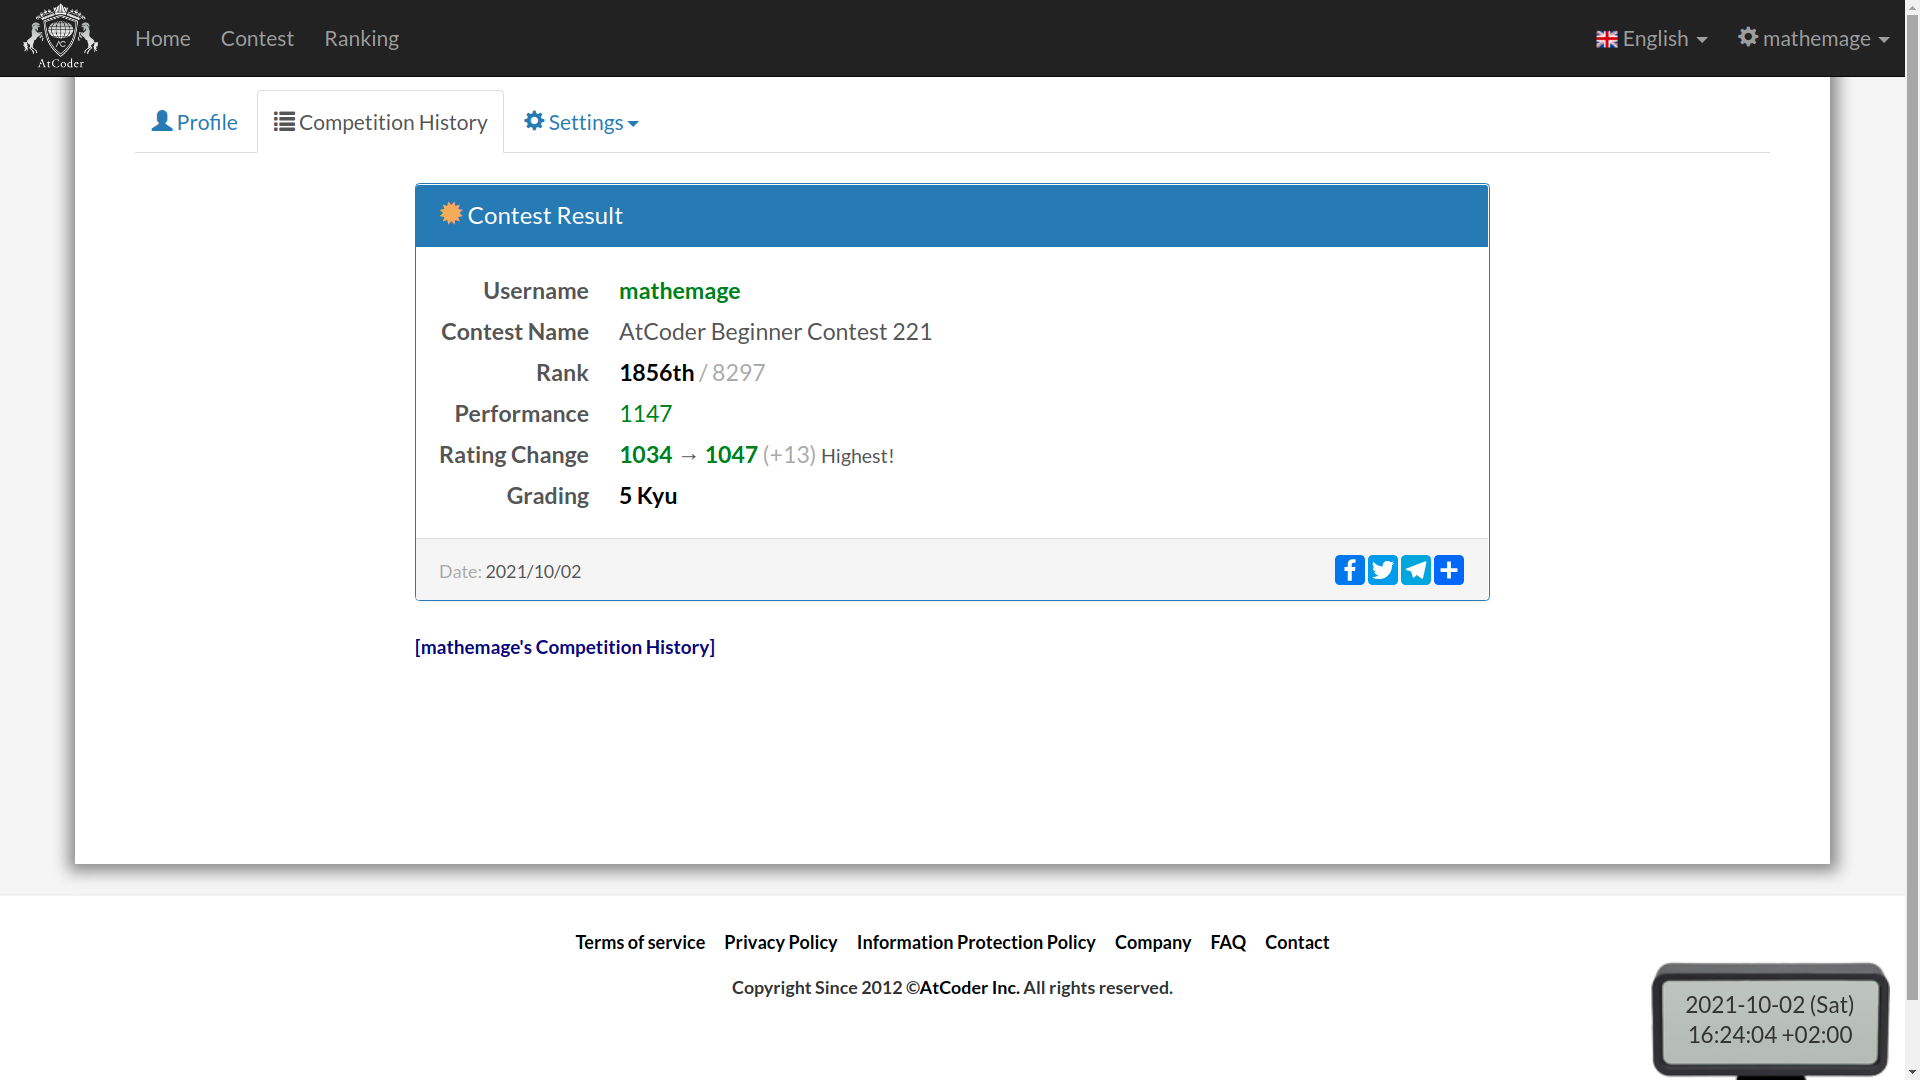 AtCoder
Home Contest Ranking English mathemage
Profile Competition History Settings
Contest Result
Username mathemage
Contest Name AtCoder Beginner Contest 221
Rank 1856th / 8297
Performance 1147
Rating Change 1034 → 1047 (+13) Highest!
Grading 5 Kyu
Date: 2021/10/02
[mathemage's Competition History]
Terms of service Privacy Policy Information Protection Policy Company FAQ Contact
Copyright Since 2012 ©AtCoder Inc. All rights reserved.
2021-10-02 (Sat)
16:24:04 +02:00